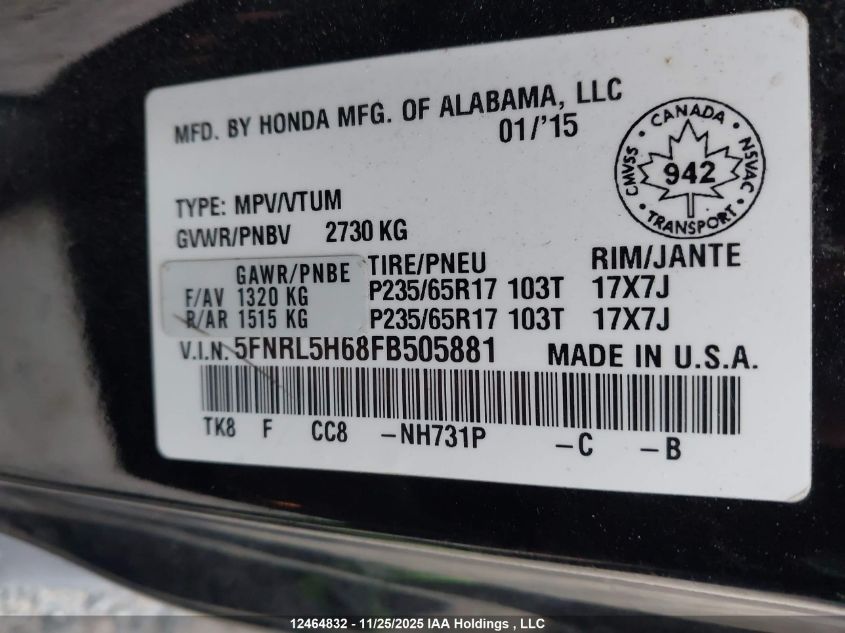 MFD. BY HONDA MFG. OF ALABAMA, LLC
01/'15
CANADA
CMVSS 942 NSVAC
TRANSPORT
TYPE: MPV/VTUM
GVWR/PNBV 2730 KG
GAWR/PNBE TIRE/PNEU RIM/JANTE
F/AV 1320 KG P235/65R17 103T 17X7J
R/AR 1515 KG P235/65R17 103T 17X7J
V.I.N. 5FNRL5H68FB505881 MADE IN U.S.A.
TK8 F CC8 -NH731P -C -B
12464832 - 11/25/2025 IAA Holdings , LLC